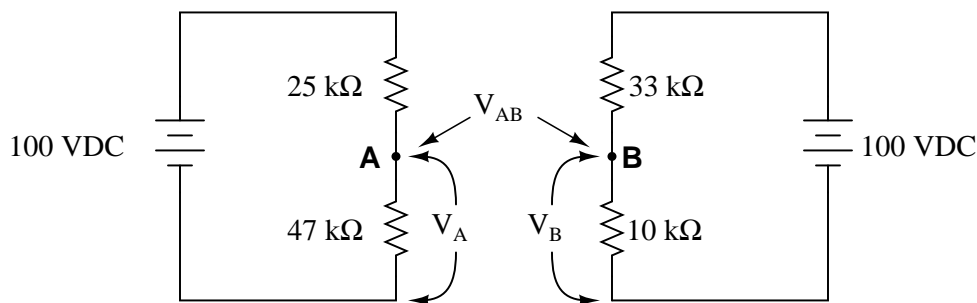 25 kΩ
33 kΩ
V_AB
100 VDC
A
B
100 VDC
47 kΩ
V_A
V_B
10 kΩ